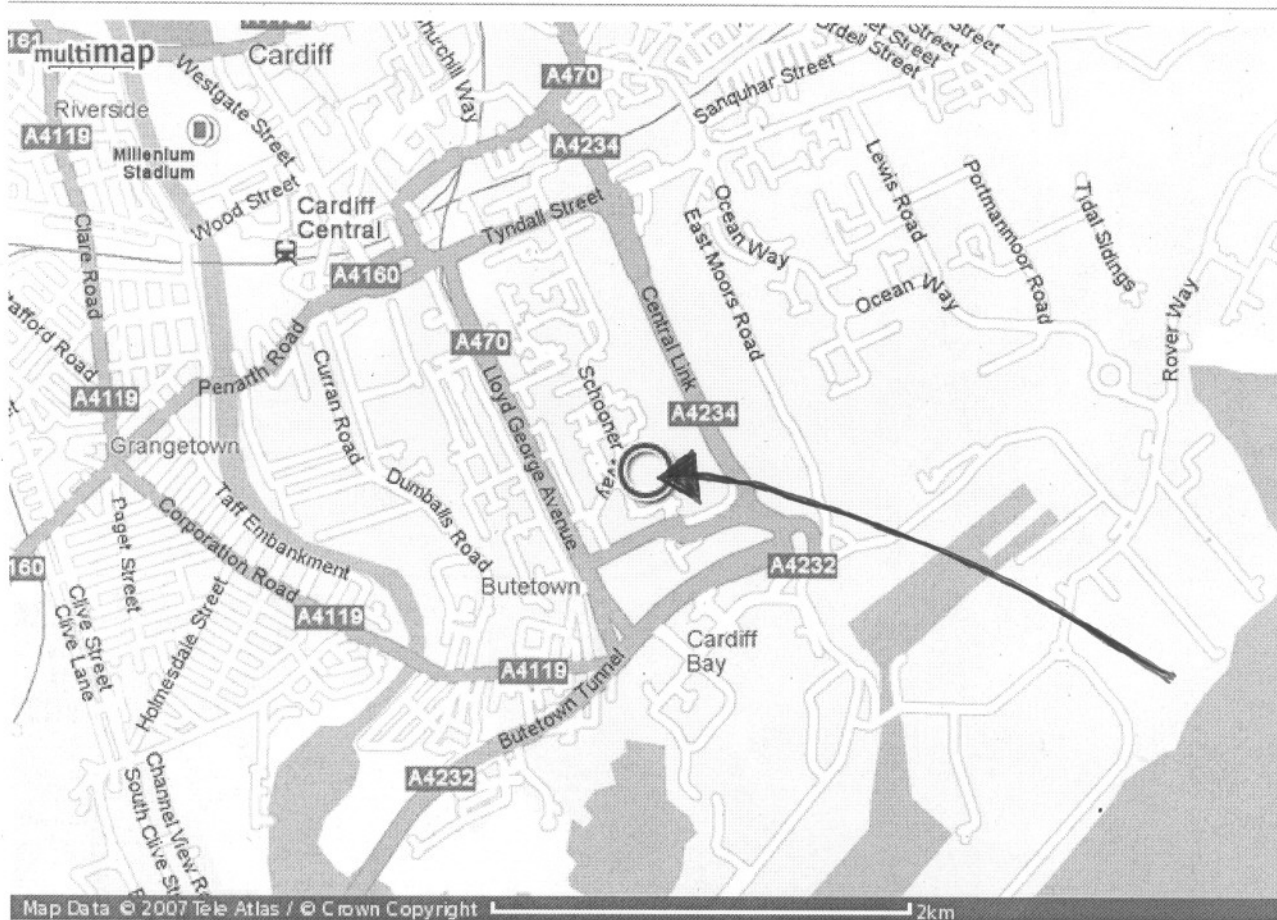 161
multimap
Cardiff
Riverside
A4119
Millenium
Stadium
Westgate Street
Wood Street
Churchill Way
A470
A4234
Sanquhar Street
Street
Street
Street
Cardiff
Central
Tyndall Street
A4160
Clare Road
Penarth Road
A4119
Grangetown
A470
Lloyd George Avenue
Schooner Way
Central Link
A4234
East Moors Road
Ocean Way
Lewis Road
Ocean Way
Portmanmoor Road
Tidal Sidings
Rover Way
Curran Road
Dumballs Road
Butetown
Taff Embankment
Corporation Road
A4119
Paget Street
160
Clive Street
Clive Lane
Holmesdale Street
A4119
Butetown Tunnel
A4232
Cardiff
Bay
A4232
Channel View
South Clive
Map Data © 2007 Tele Atlas / © Crown Copyright
2km